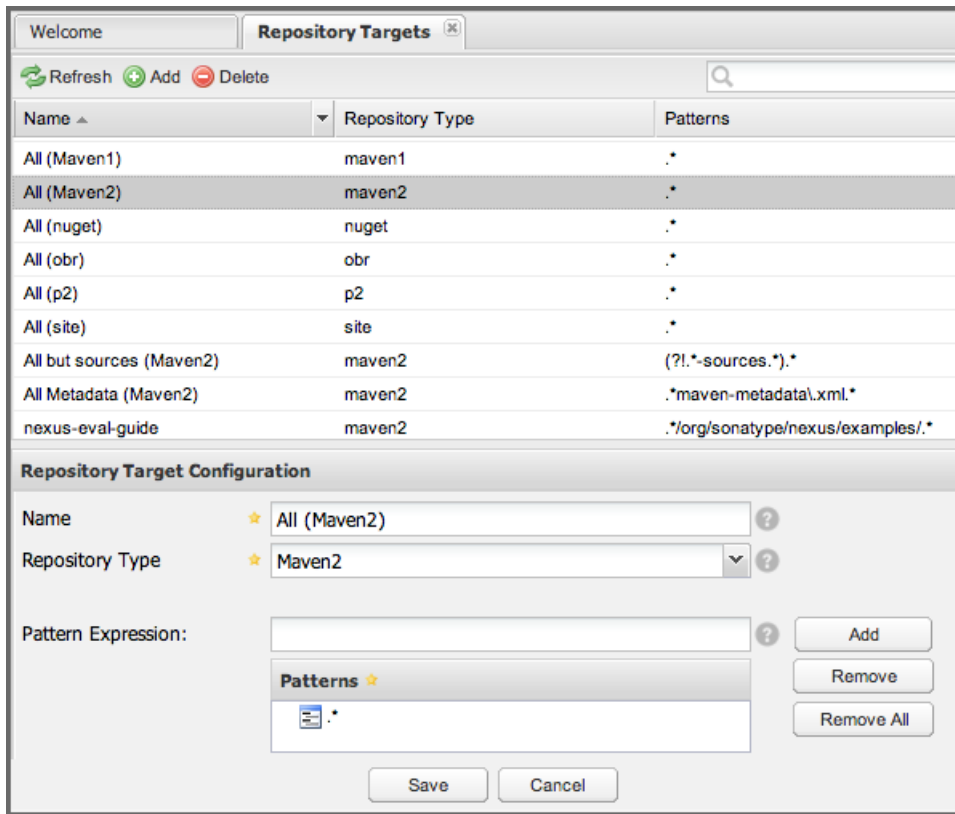 Welcome Repository Targets
Refresh Add Delete
Name Repository Type Patterns
All (Maven1) maven1 .*
All (Maven2) maven2 .*
All (nuget) nuget .*
All (obr) obr .*
All (p2) p2 .*
All (site) site .*
All but sources (Maven2) maven2 (?!.*-sources.*).*
All Metadata (Maven2) maven2 .*maven-metadata\.xml.*
nexus-eval-guide maven2 .*/org/sonatype/nexus/examples/.*
Repository Target Configuration
Name All (Maven2) ?
Repository Type Maven2 ?
Pattern Expression: ? Add
Patterns Remove
.* Remove All
Save Cancel